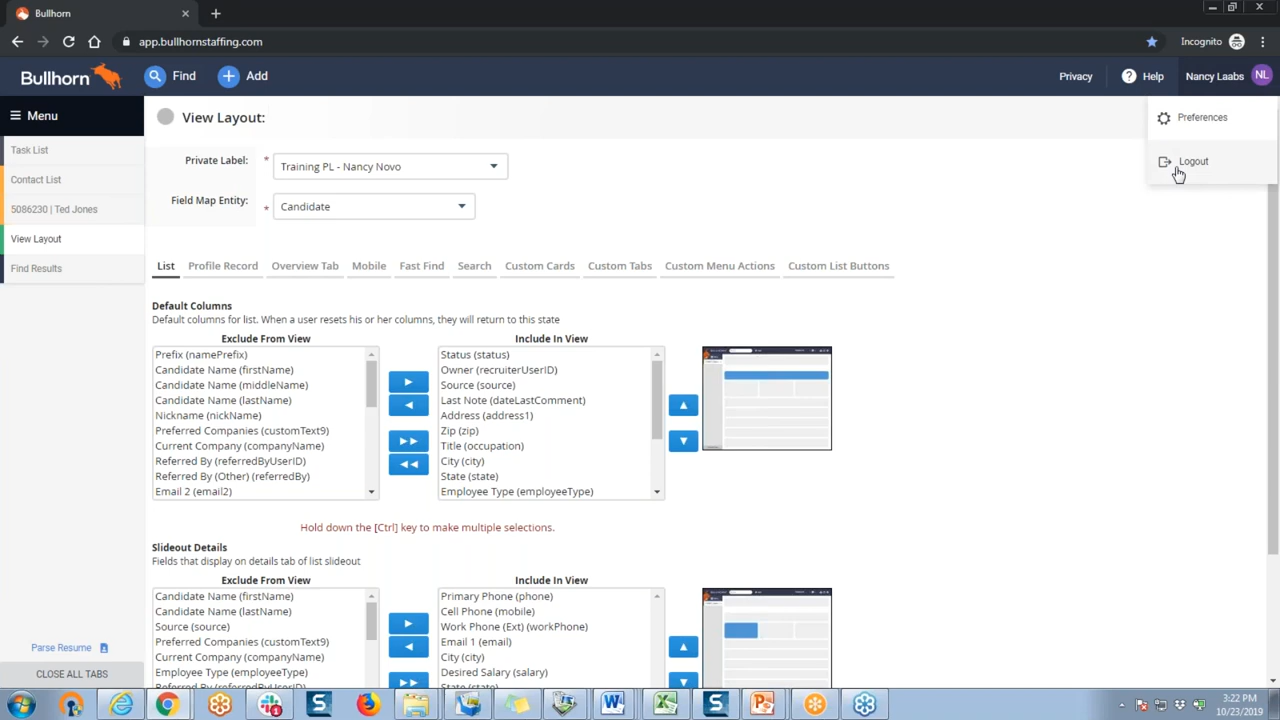 Bullhorn
app.bullhornstaffing.com
Incognito
Bullhorn
Find
Add
Privacy
Help
Nancy Laabs
NL
Menu
Task List
Contact List
5086230 | Ted Jones
View Layout
Find Results
Parse Resume
CLOSE ALL TABS
Preferences
Logout
View Layout:
Private Label:
* Training PL - Nancy Novo
Field Map Entity:
* Candidate
List
Profile Record
Overview Tab
Mobile
Fast Find
Search
Custom Cards
Custom Tabs
Custom Menu Actions
Custom List Buttons
Default Columns
Default columns for list. When a user resets his or her columns, they will return to this state
Exclude From View
Prefix (namePrefix)
Candidate Name (firstName)
Candidate Name (middleName)
Candidate Name (lastName)
Nickname (nickName)
Preferred Companies (customText9)
Current Company (companyName)
Referred By (referredByUserID)
Referred By (Other) (referredBy)
Email 2 (email2)
Include In View
Status (status)
Owner (recruiterUserID)
Source (source)
Last Note (dateLastComment)
Address (address1)
Zip (zip)
Title (occupation)
City (city)
State (state)
Employee Type (employeeType)
Hold down the [Ctrl] key to make multiple selections.
Slideout Details
Fields that display on details tab of list slideout
Exclude From View
Candidate Name (firstName)
Candidate Name (lastName)
Source (source)
Preferred Companies (customText9)
Current Company (companyName)
Employee Type (employeeType)
Include In View
Primary Phone (phone)
Cell Phone (mobile)
Work Phone (Ext) (workPhone)
Email 1 (email)
City (city)
Desired Salary (salary)
State (state)
3:22 PM
10/23/2019